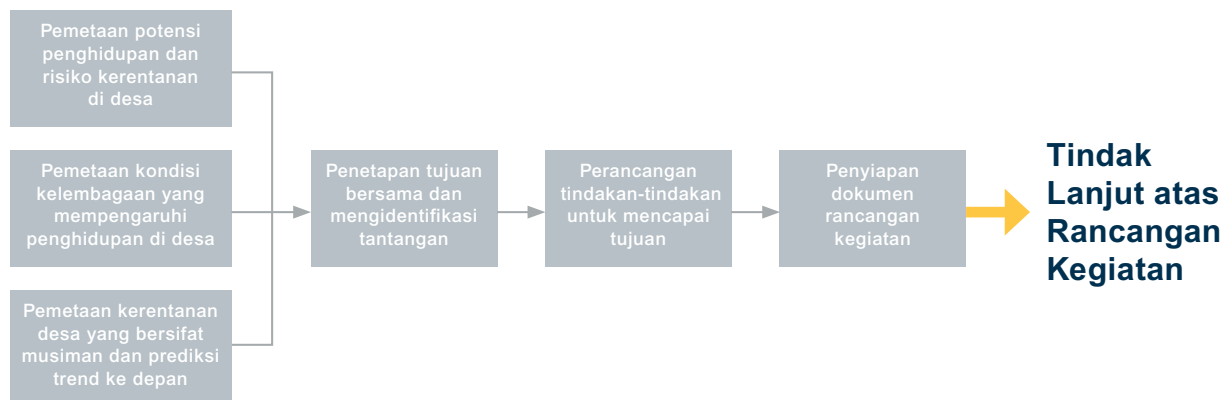 Pemetaan potensi
penghidupan dan
risiko kerentanan
di desa
Pemetaan kondisi
kelembagaan yang
mempengaruhi
penghidupan di desa
Pemetaan kerentanan
desa yang bersifat
musiman dan prediksi
trend ke depan
Penetapan tujuan
bersama dan
mengidentifikasi
tantangan
Perancangan
tindakan-tindakan
untuk mencapai
tujuan
Penyiapan
dokumen
rancangan
kegiatan
Tindak
Lanjut atas
Rancangan
Kegiatan